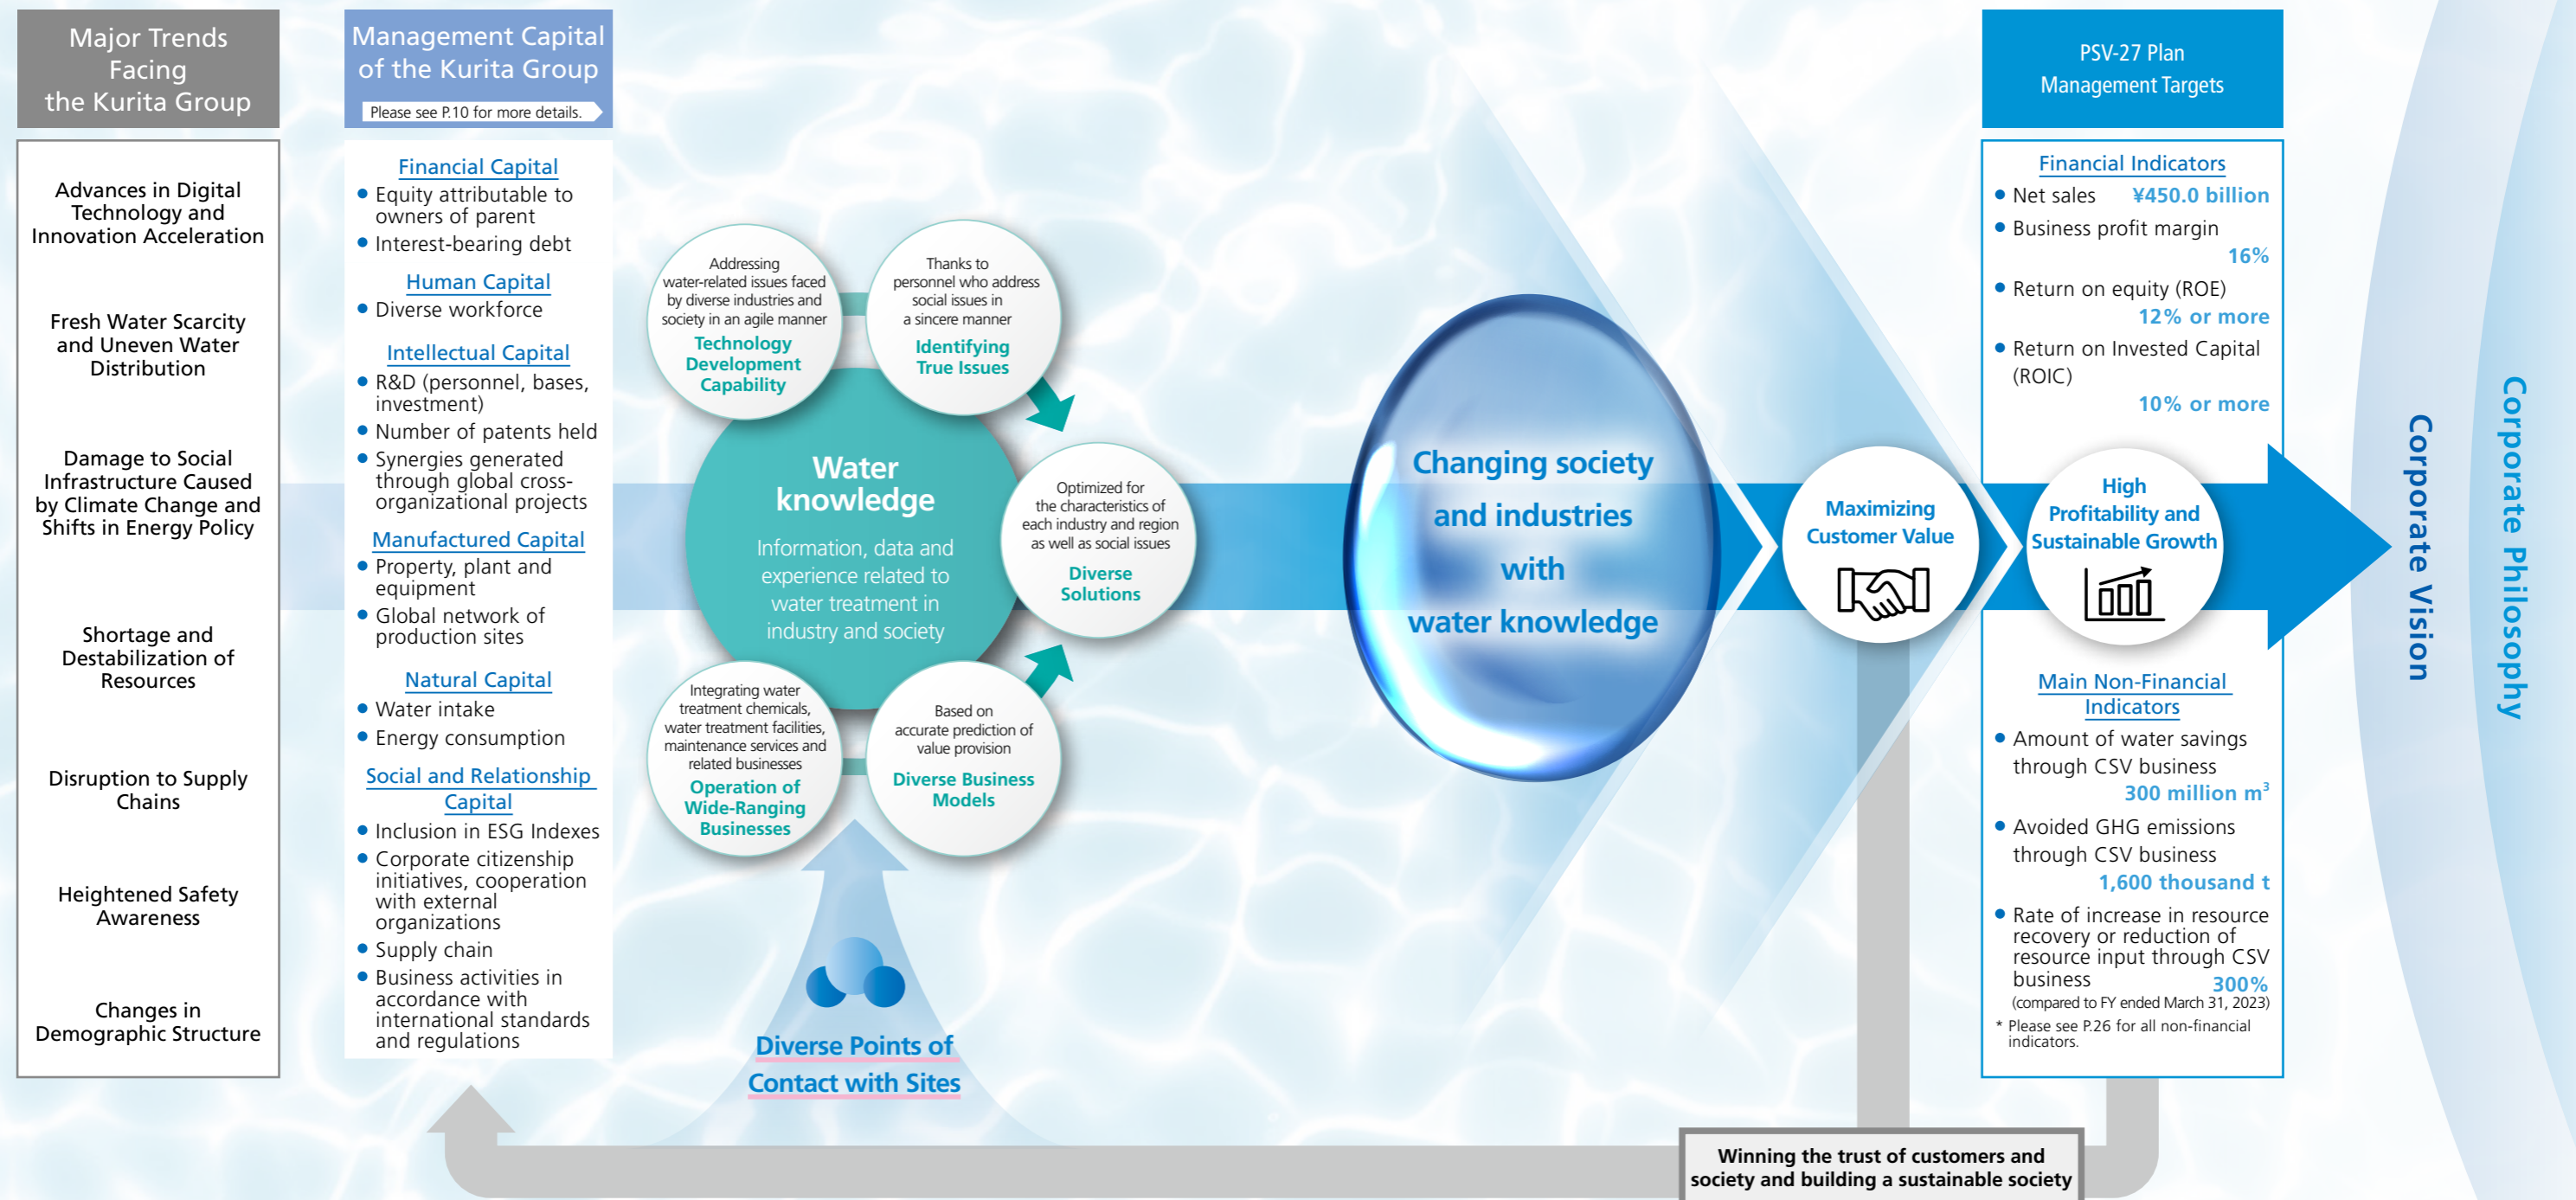 Major Trends
Facing
the Kurita Group
Advances in Digital
Technology and
Innovation Acceleration
Fresh Water Scarcity
and Uneven Water
Distribution
Damage to Social
Infrastructure Caused
by Climate Change and
Shifts in Energy Policy
Shortage and
Destabilization of
Resources
Disruption to Supply
Chains
Heightened Safety
Awareness
Changes in
Demographic Structure
Management Capital
of the Kurita Group
Please see P.10 for more details.
Financial Capital
• Equity attributable to
owners of parent
• Interest-bearing debt
Human Capital
• Diverse workforce
Intellectual Capital
• R&D (personnel, bases,
investment)
• Number of patents held
• Synergies generated
through global cross-
organizational projects
Manufactured Capital
• Property, plant and
equipment
• Global network of
production sites
Natural Capital
• Water intake
• Energy consumption
Social and Relationship
Capital
• Inclusion in ESG Indexes
• Corporate citizenship
initiatives, cooperation
with external
organizations
• Supply chain
• Business activities in
accordance with
international standards
and regulations
Addressing
water-related issues faced
by diverse industries and
society in an agile manner
Technology
Development
Capability
Thanks to
personnel who address
social issues in
a sincere manner
Identifying
True Issues
Water
knowledge
Information, data and
experience related to
water treatment in
industry and society
Optimized for
the characteristics of
each industry and region
as well as social issues
Diverse
Solutions
Integrating water
treatment chemicals,
water treatment facilities,
maintenance services and
related businesses
Operation of
Wide-Ranging
Businesses
Based on
accurate prediction of
value provision
Diverse Business
Models
Diverse Points of
Contact with Sites
Changing society
and industries
with
water knowledge
Maximizing
Customer Value
PSV-27 Plan
Management Targets
Financial Indicators
• Net sales ¥450.0 billion
• Business profit margin
16%
• Return on equity (ROE)
12% or more
• Return on Invested Capital
(ROIC)
10% or more
High
Profitability and
Sustainable Growth
Main Non-Financial
Indicators
• Amount of water savings
through CSV business
300 million m³
• Avoided GHG emissions
through CSV business
1,600 thousand t
• Rate of increase in resource
recovery or reduction of
resource input through CSV
business 300%
(compared to FY ended March 31, 2023)
* Please see P.26 for all non-financial
indicators.
Winning the trust of customers and
society and building a sustainable society
Corporate Vision
Corporate Philosophy